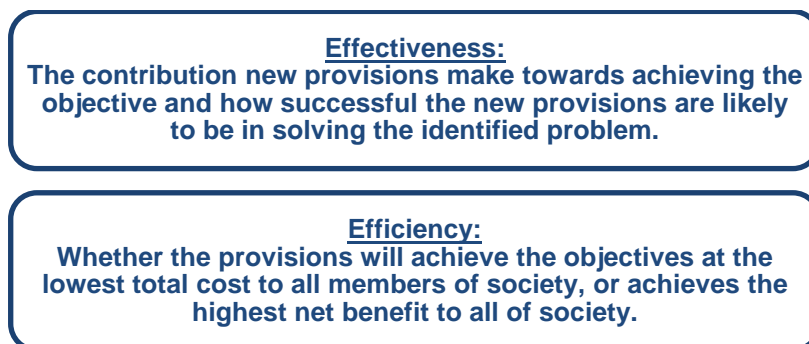 Effectiveness:
The contribution new provisions make towards achieving the
objective and how successful the new provisions are likely
to be in solving the identified problem.
Efficiency:
Whether the provisions will achieve the objectives at the
lowest total cost to all members of society, or achieves the
highest net benefit to all of society.